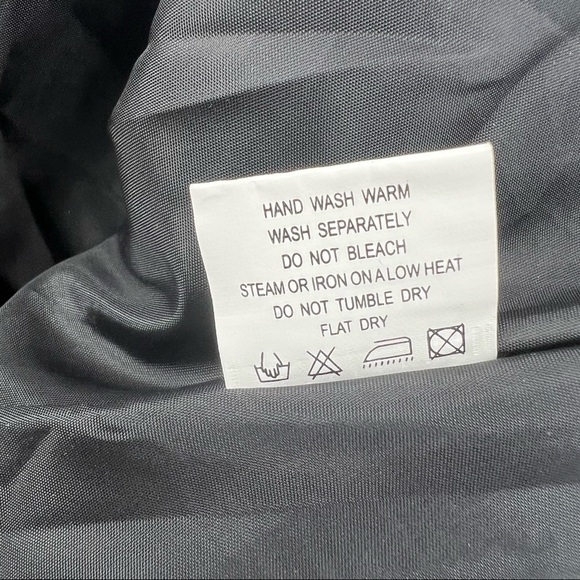 HAND WASH WARM
WASH SEPARATELY
DO NOT BLEACH
STEAM OR IRON ON A LOW HEAT
DO NOT TUMBLE DRY
FLAT DRY